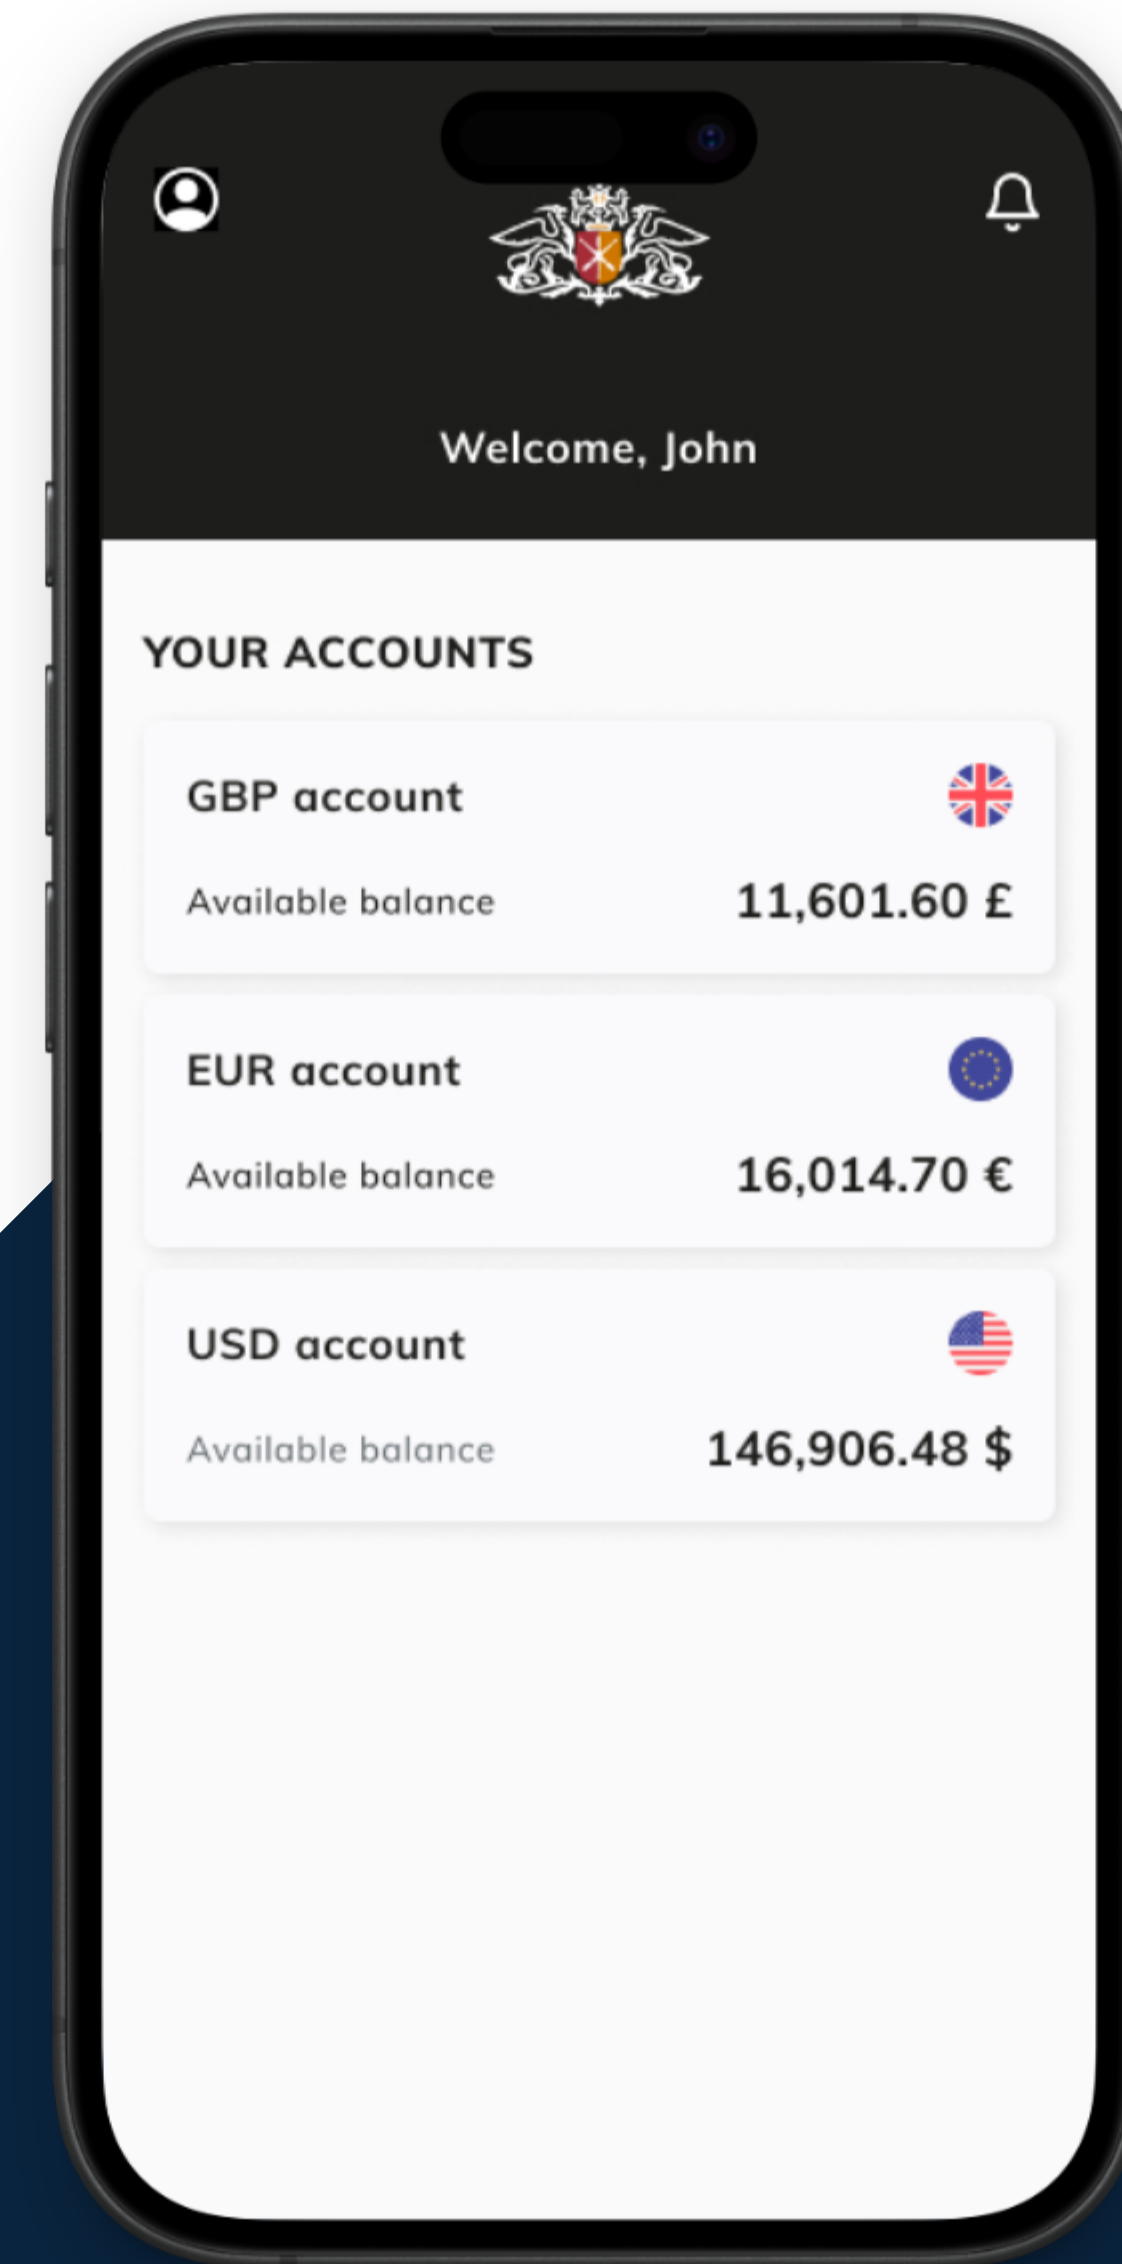 Welcome, John
YOUR ACCOUNTS
GBP account
Available balance 11,601.60 £
EUR account
Available balance 16,014.70 €
USD account
Available balance 146,906.48 $